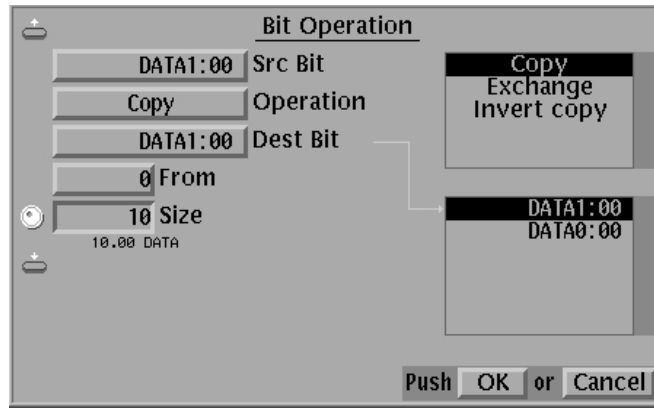 Bit Operation
DATA1:00 Src Bit
Copy Operation
DATA1:00 Dest Bit
0 From
10 Size
10.00 DATA
Copy
Exchange
Invert copy
DATA1:00
DATA0:00
Push OK or Cancel